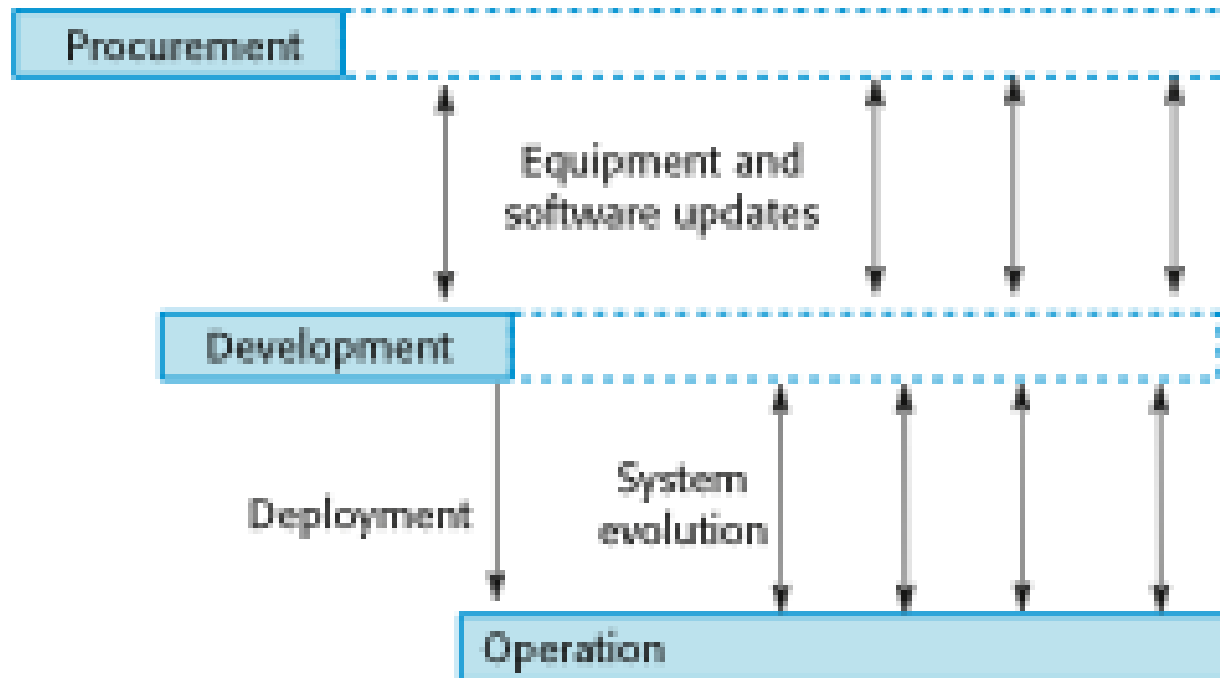 Procurement
Equipment and
software updates
Development
Deployment
System
evolution
Operation